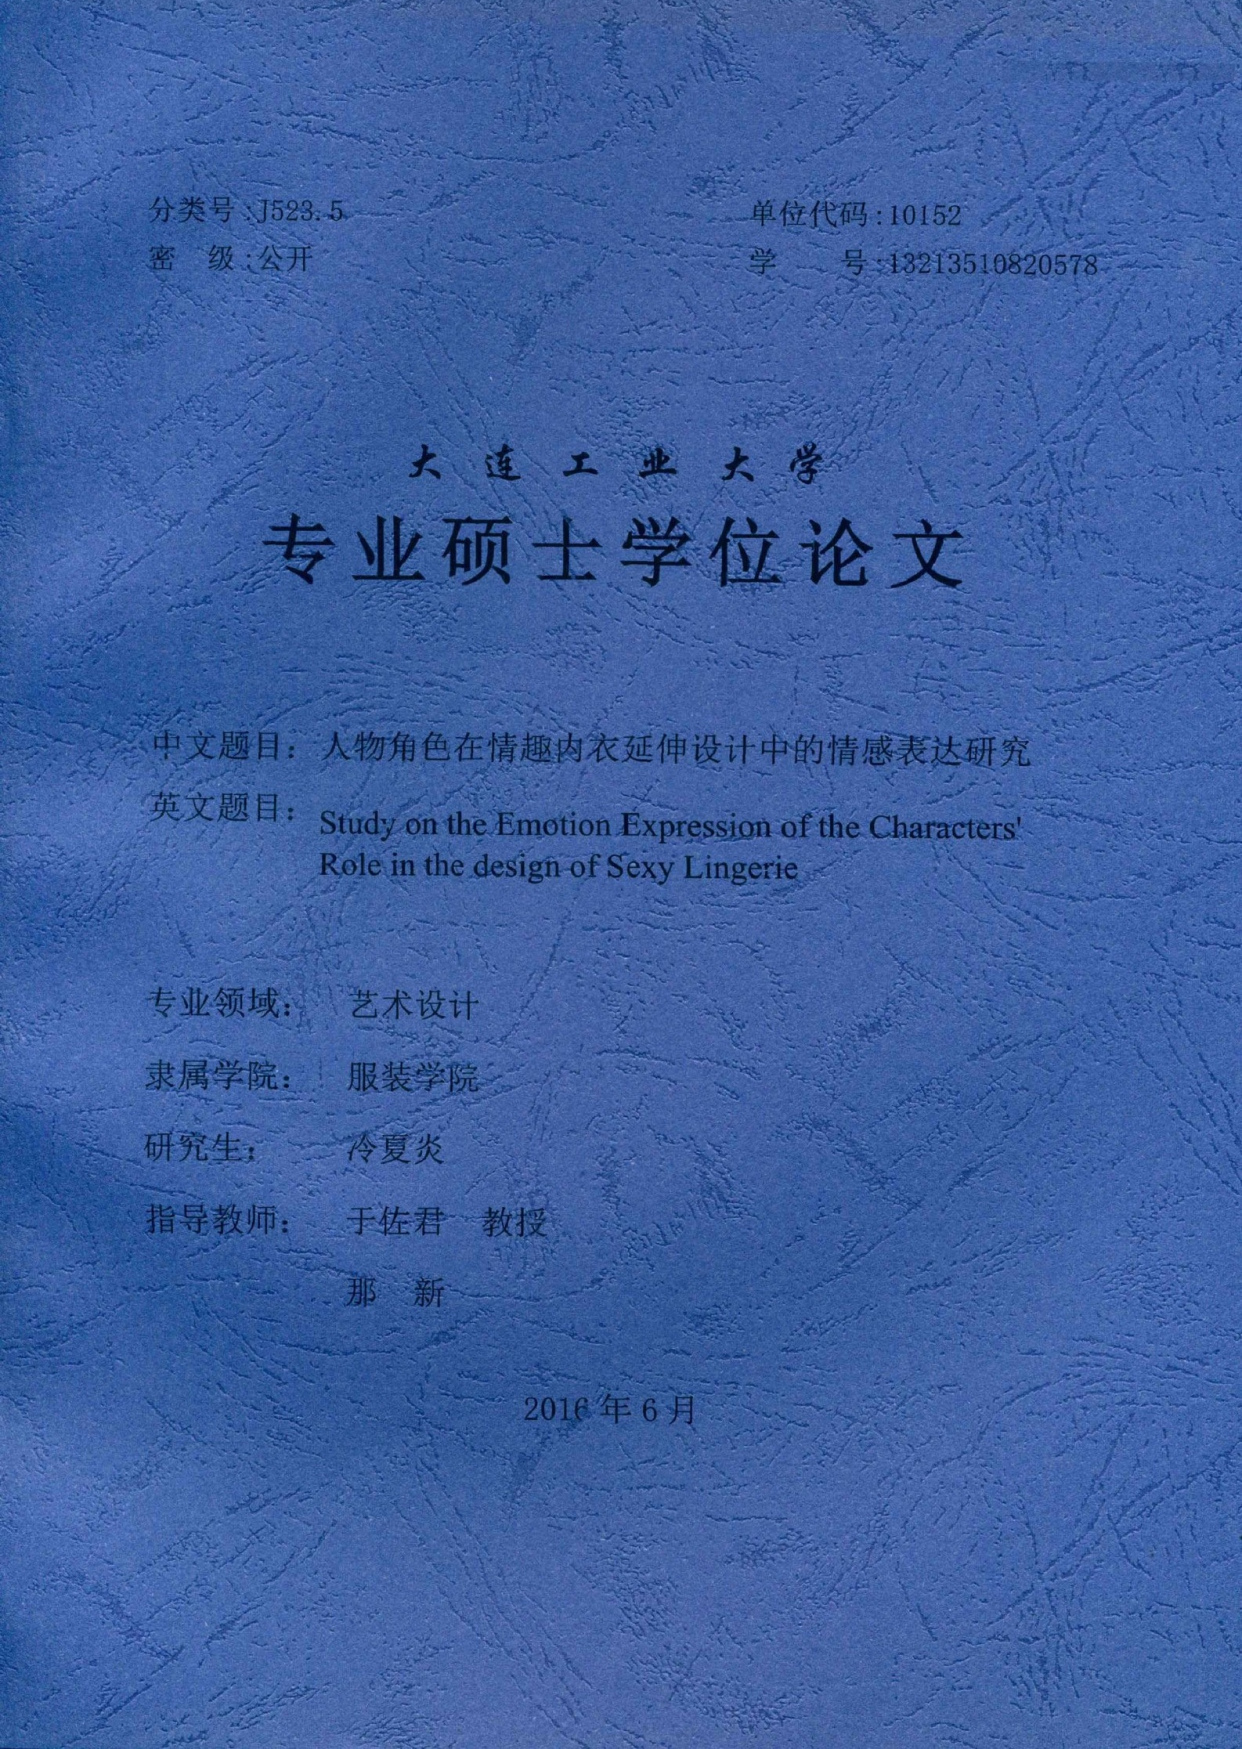 分类号:J523.5
单位代码:10152
密 级:公开
学 号:13213510820578
大连工业大学
专业硕士学位论文
中文题目：人物角色在情趣内衣延伸设计中的情感表达研究
英文题目：Study on the Emotion Expression of the Characters'
Role in the design of Sexy Lingerie
专业领域： 艺术设计
隶属学院： 服装学院
研究生： 冷夏炎
指导教师： 于佐君 教授
那 新
2016 年 6 月